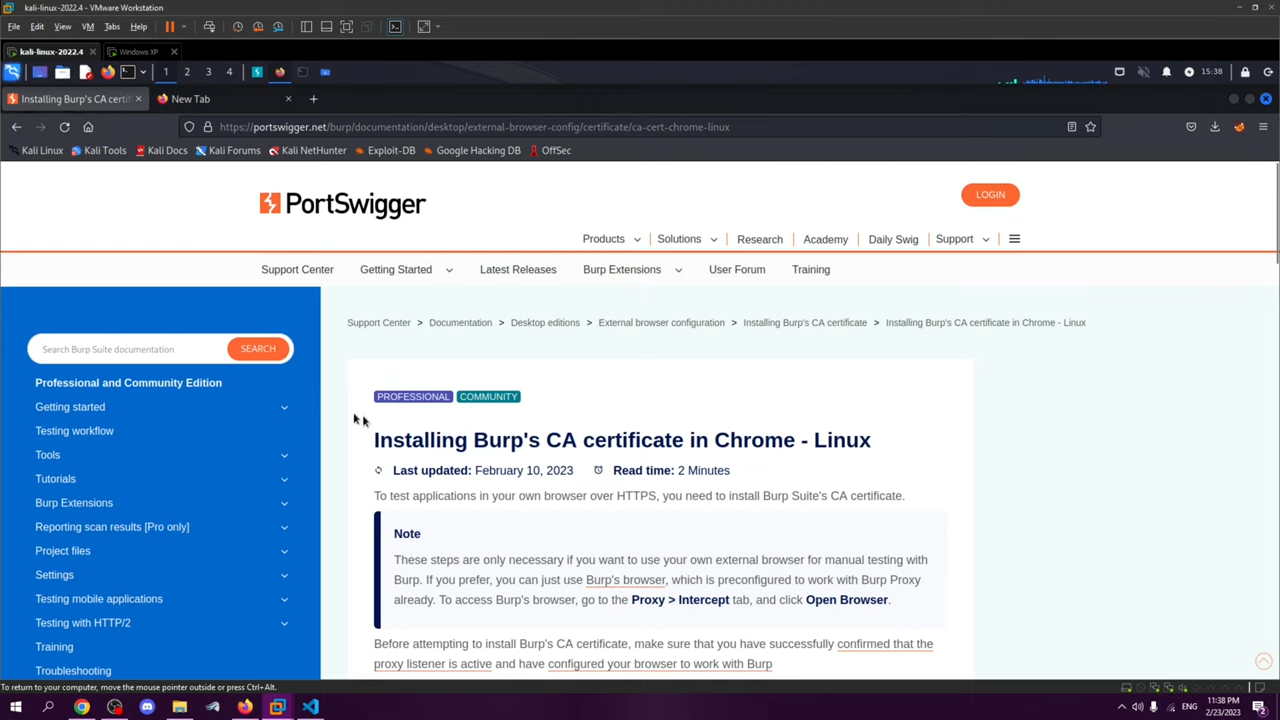 kali-linux-2022.4 - VMware Workstation
File Edit View VM Tabs Help
kali-linux-2022.4 Windows XP
1 2 3 4 15:38
Installing Burp's CA certif New Tab
https://portswigger.net/burp/documentation/desktop/external-browser-config/certificate/ca-cert-chrome-linux
Kali Linux Kali Tools Kali Docs Kali Forums Kali NetHunter Exploit-DB Google Hacking DB OffSec
PortSwigger
LOGIN
Products Solutions Research Academy Daily Swig Support
Support Center Getting Started Latest Releases Burp Extensions User Forum Training
Support Center > Documentation > Desktop editions > External browser configuration > Installing Burp's CA certificate > Installing Burp's CA certificate in Chrome - Linux
Search Burp Suite documentation SEARCH
Professional and Community Edition
Getting started
Testing workflow
Tools
Tutorials
Burp Extensions
Reporting scan results [Pro only]
Project files
Settings
Testing mobile applications
Testing with HTTP/2
Training
Troubleshooting
PROFESSIONAL COMMUNITY
Installing Burp's CA certificate in Chrome - Linux
Last updated: February 10, 2023 Read time: 2 Minutes
To test applications in your own browser over HTTPS, you need to install Burp Suite's CA certificate.
Note
These steps are only necessary if you want to use your own external browser for manual testing with
Burp. If you prefer, you can just use Burp's browser, which is preconfigured to work with Burp Proxy
already. To access Burp's browser, go to the Proxy > Intercept tab, and click Open Browser.
Before attempting to install Burp's CA certificate, make sure that you have successfully confirmed that the
proxy listener is active and have configured your browser to work with Burp
To return to your computer, move the mouse pointer outside or press Ctrl+Alt.
ENG
11:38 PM
2/23/2023
2